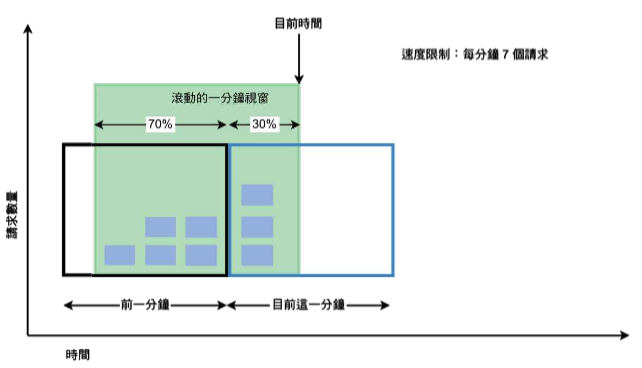 目前時間
速度限制：每分鐘 7 個請求
滾動的一分鐘視窗
70%
30%
請求數量
前一分鐘
目前這一分鐘
時間